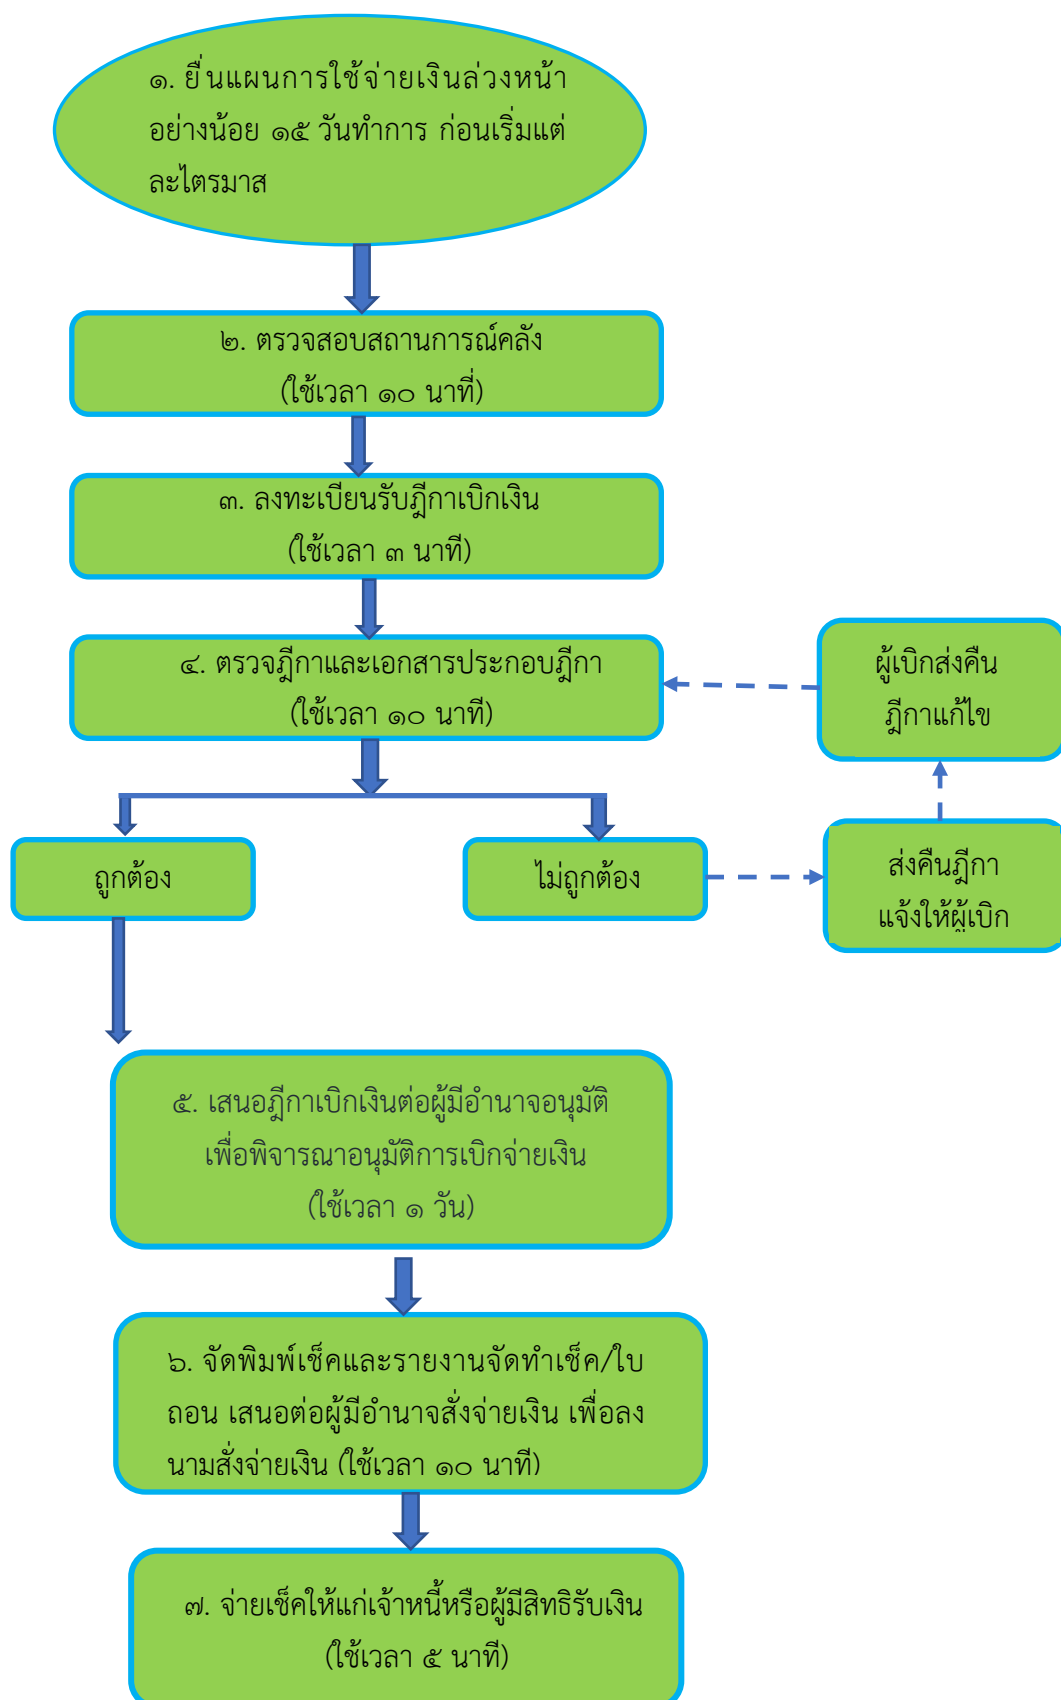 ๑. ยื่นแผนการใช้จ่ายเงินล่วงหน้า
อย่างน้อย ๑๕ วันทำการ ก่อนเริ่มแต่
ละไตรมาส
๒. ตรวจสอบสถานการณ์คลัง
(ใช้เวลา ๑๐ นาที่)
๓. ลงทะเบียนรับฎีกาเบิกเงิน
(ใช้เวลา ๓ นาที)
๔. ตรวจฎีกาและเอกสารประกอบฎีกา
(ใช้เวลา ๑๐ นาที)
ผู้เบิกส่งคืน
ฎีกาแก้ไข
ถูกต้อง
ไม่ถูกต้อง
ส่งคืนฎีกา
แจ้งให้ผู้เบิก
๕. เสนอฎีกาเบิกเงินต่อผู้มีอำนาจอนุมัติ
เพื่อพิจารณาอนุมัติการเบิกจ่ายเงิน
(ใช้เวลา ๑ วัน)
๖. จัดพิมพ์เช็คและรายงานจัดทำเช็ค/ใบ
ถอน เสนอต่อผู้มีอำนาจสั่งจ่ายเงิน เพื่อลง
นามสั่งจ่ายเงิน (ใช้เวลา ๑๐ นาที)
๗. จ่ายเช็คให้แก่เจ้าหนี้หรือผู้มีสิทธิรับเงิน
(ใช้เวลา ๕ นาที)